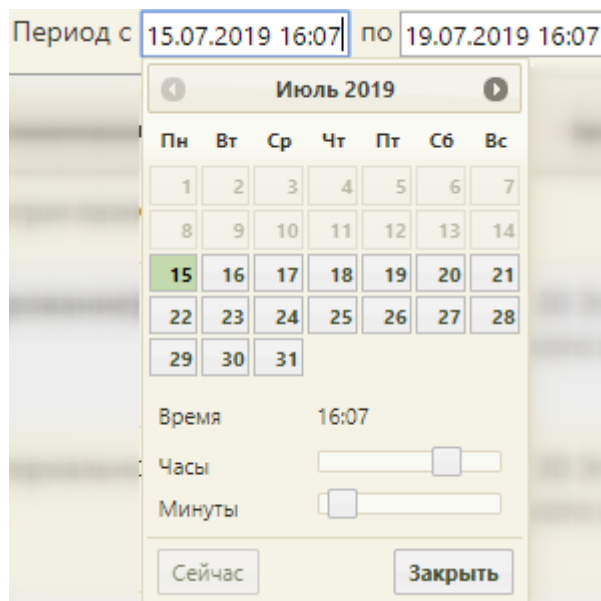 Период с 15.07.2019 16:07 по 19.07.2019 16:07
Июль 2019
Пн Вт Ср Чт Пт Сб Вс
1 2 3 4 5 6 7
8 9 10 11 12 13 14
15 16 17 18 19 20 21
22 23 24 25 26 27 28
29 30 31
Время 16:07
Часы
Минуты
Сейчас Закрыть